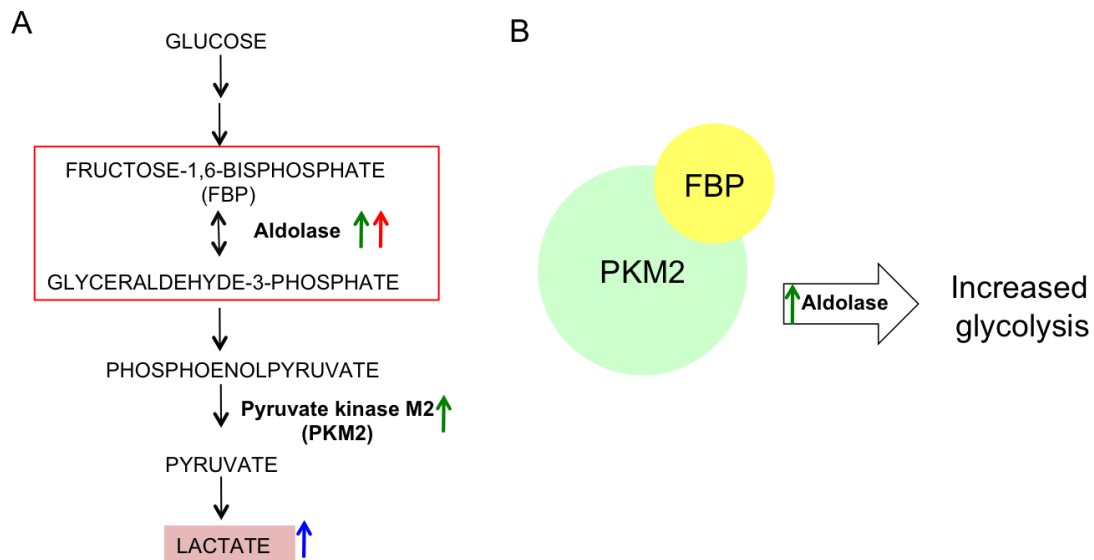 A
GLUCOSE
FRUCTOSE-1,6-BISPHOSPHATE
(FBP)
Aldolase
GLYCERALDEHYDE-3-PHOSPHATE
PHOSPHOENOLPYRUVATE
Pyruvate kinase M2
(PKM2)
PYRUVATE
LACTATE
B
FBP
PKM2
Aldolase
Increased
glycolysis